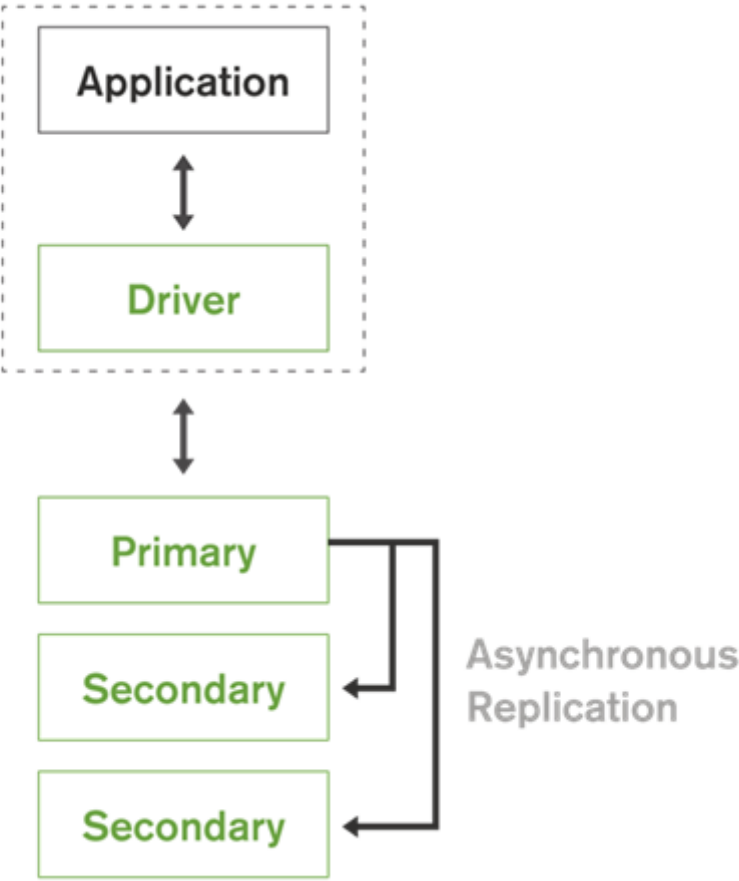 Application
Driver
Primary
Asynchronous
Replication
Secondary
Secondary